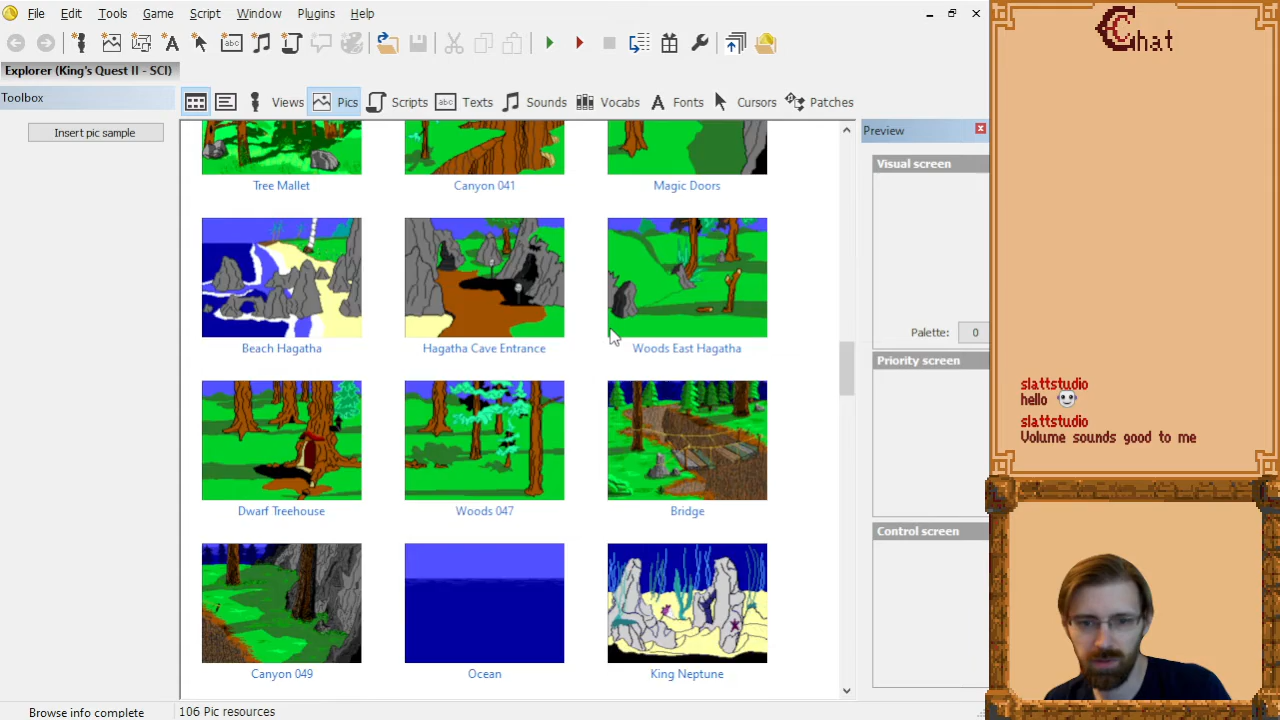 File Edit Tools Game Script Window Plugins Help
Explorer (King's Quest II - SCI)
Toolbox
Insert pic sample
Views Pics Scripts Texts Sounds Vocabs Fonts Cursors Patches
Tree Mallet Canyon 041 Magic Doors
Beach Hagatha Hagatha Cave Entrance Woods East Hagatha
Dwarf Treehouse Woods 047 Bridge
Canyon 049 Ocean King Neptune
Preview
Visual screen
Palette: 0
Priority screen
Control screen
Browse info complete 106 Pic resources
Chat
slattstudio
hello
slattstudio
Volume sounds good to me